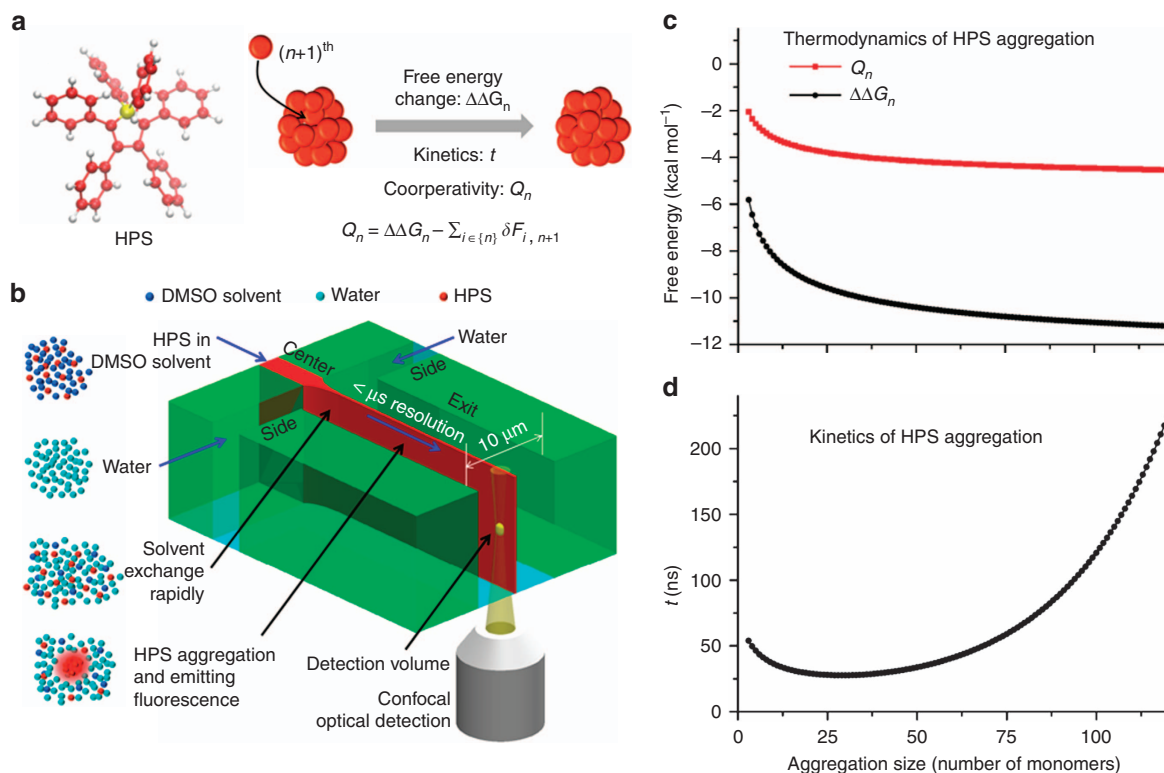 a
HPS
(n+1)th
Free energy
change: ΔΔGn
Kinetics: t
Coorperativity: Qn
Qn = ΔΔGn – ∑i∈{n} δFi, n+1
b
DMSO solvent
Water
HPS
HPS in
DMSO solvent
Water
Center
Side
Exit
< μs resolution
10 μm
Side
Water
Solvent
exchange
rapidly
HPS aggregation
and emitting
fluorescence
Detection volume
Confocal
optical detection
c
Thermodynamics of HPS aggregation
Qn
ΔΔGn
Free energy (kcal mol–1)
0
–2
–4
–6
–8
–10
–12
d
Kinetics of HPS aggregation
t (ns)
200
150
100
50
0
0
25
50
75
100
Aggregation size (number of monomers)